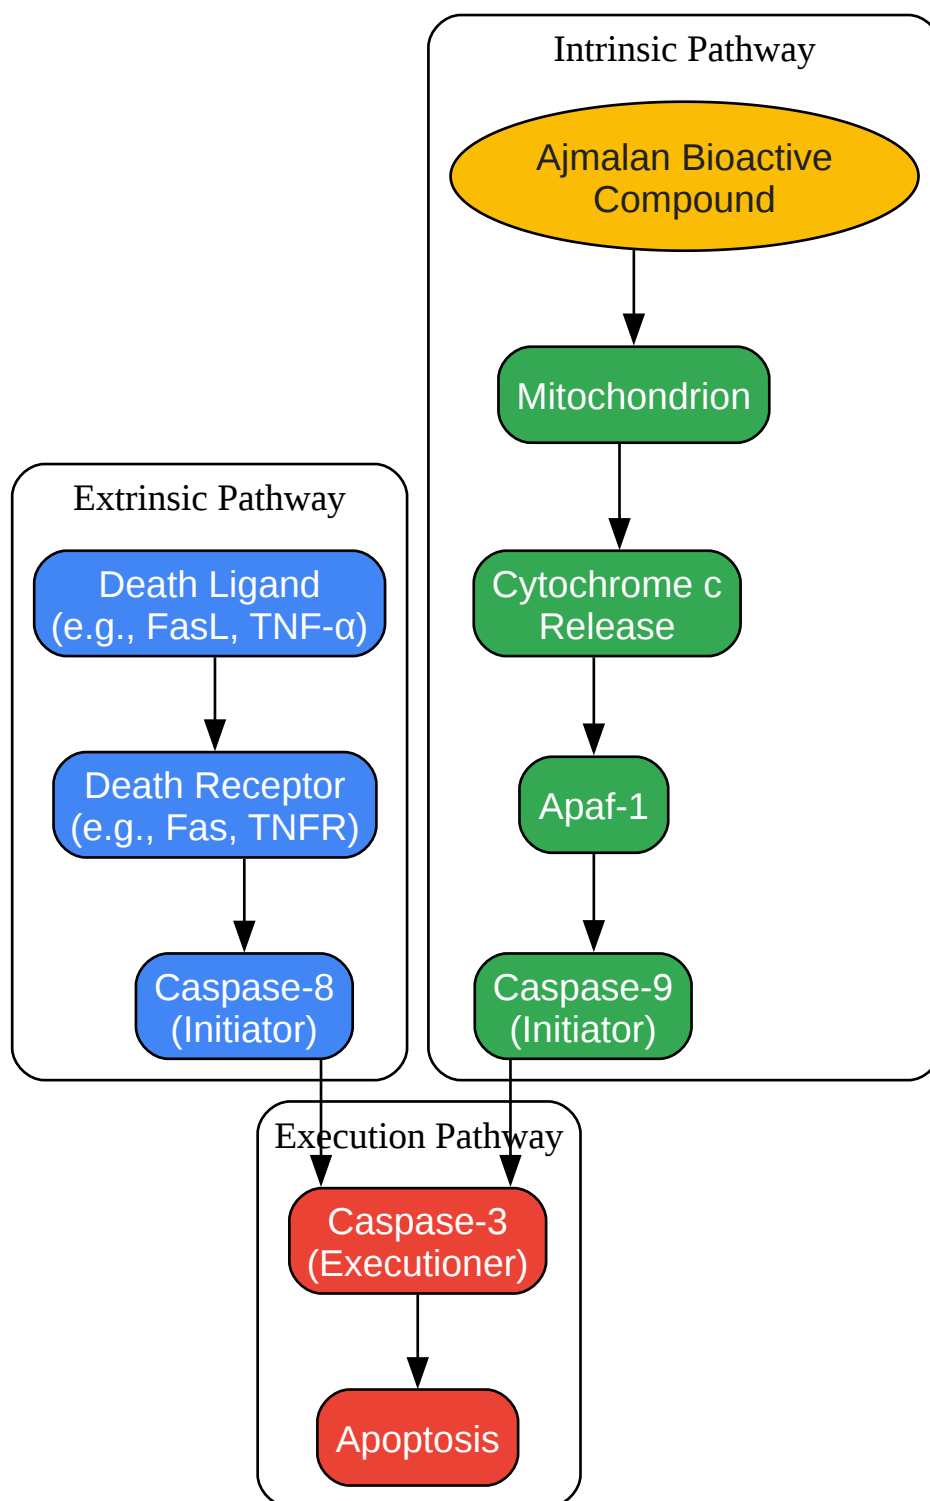 Intrinsic Pathway
Ajmalan Bioactive
Compound
Mitochondrion
Extrinsic Pathway
Death Ligand
(e.g., FasL, TNF-α)
Cytochrome c
Release
Death Receptor
(e.g., Fas, TNFR)
Apaf-1
Caspase-8
(Initiator)
Caspase-9
(Initiator)
Execution Pathway
Caspase-3
(Executioner)
Apoptosis